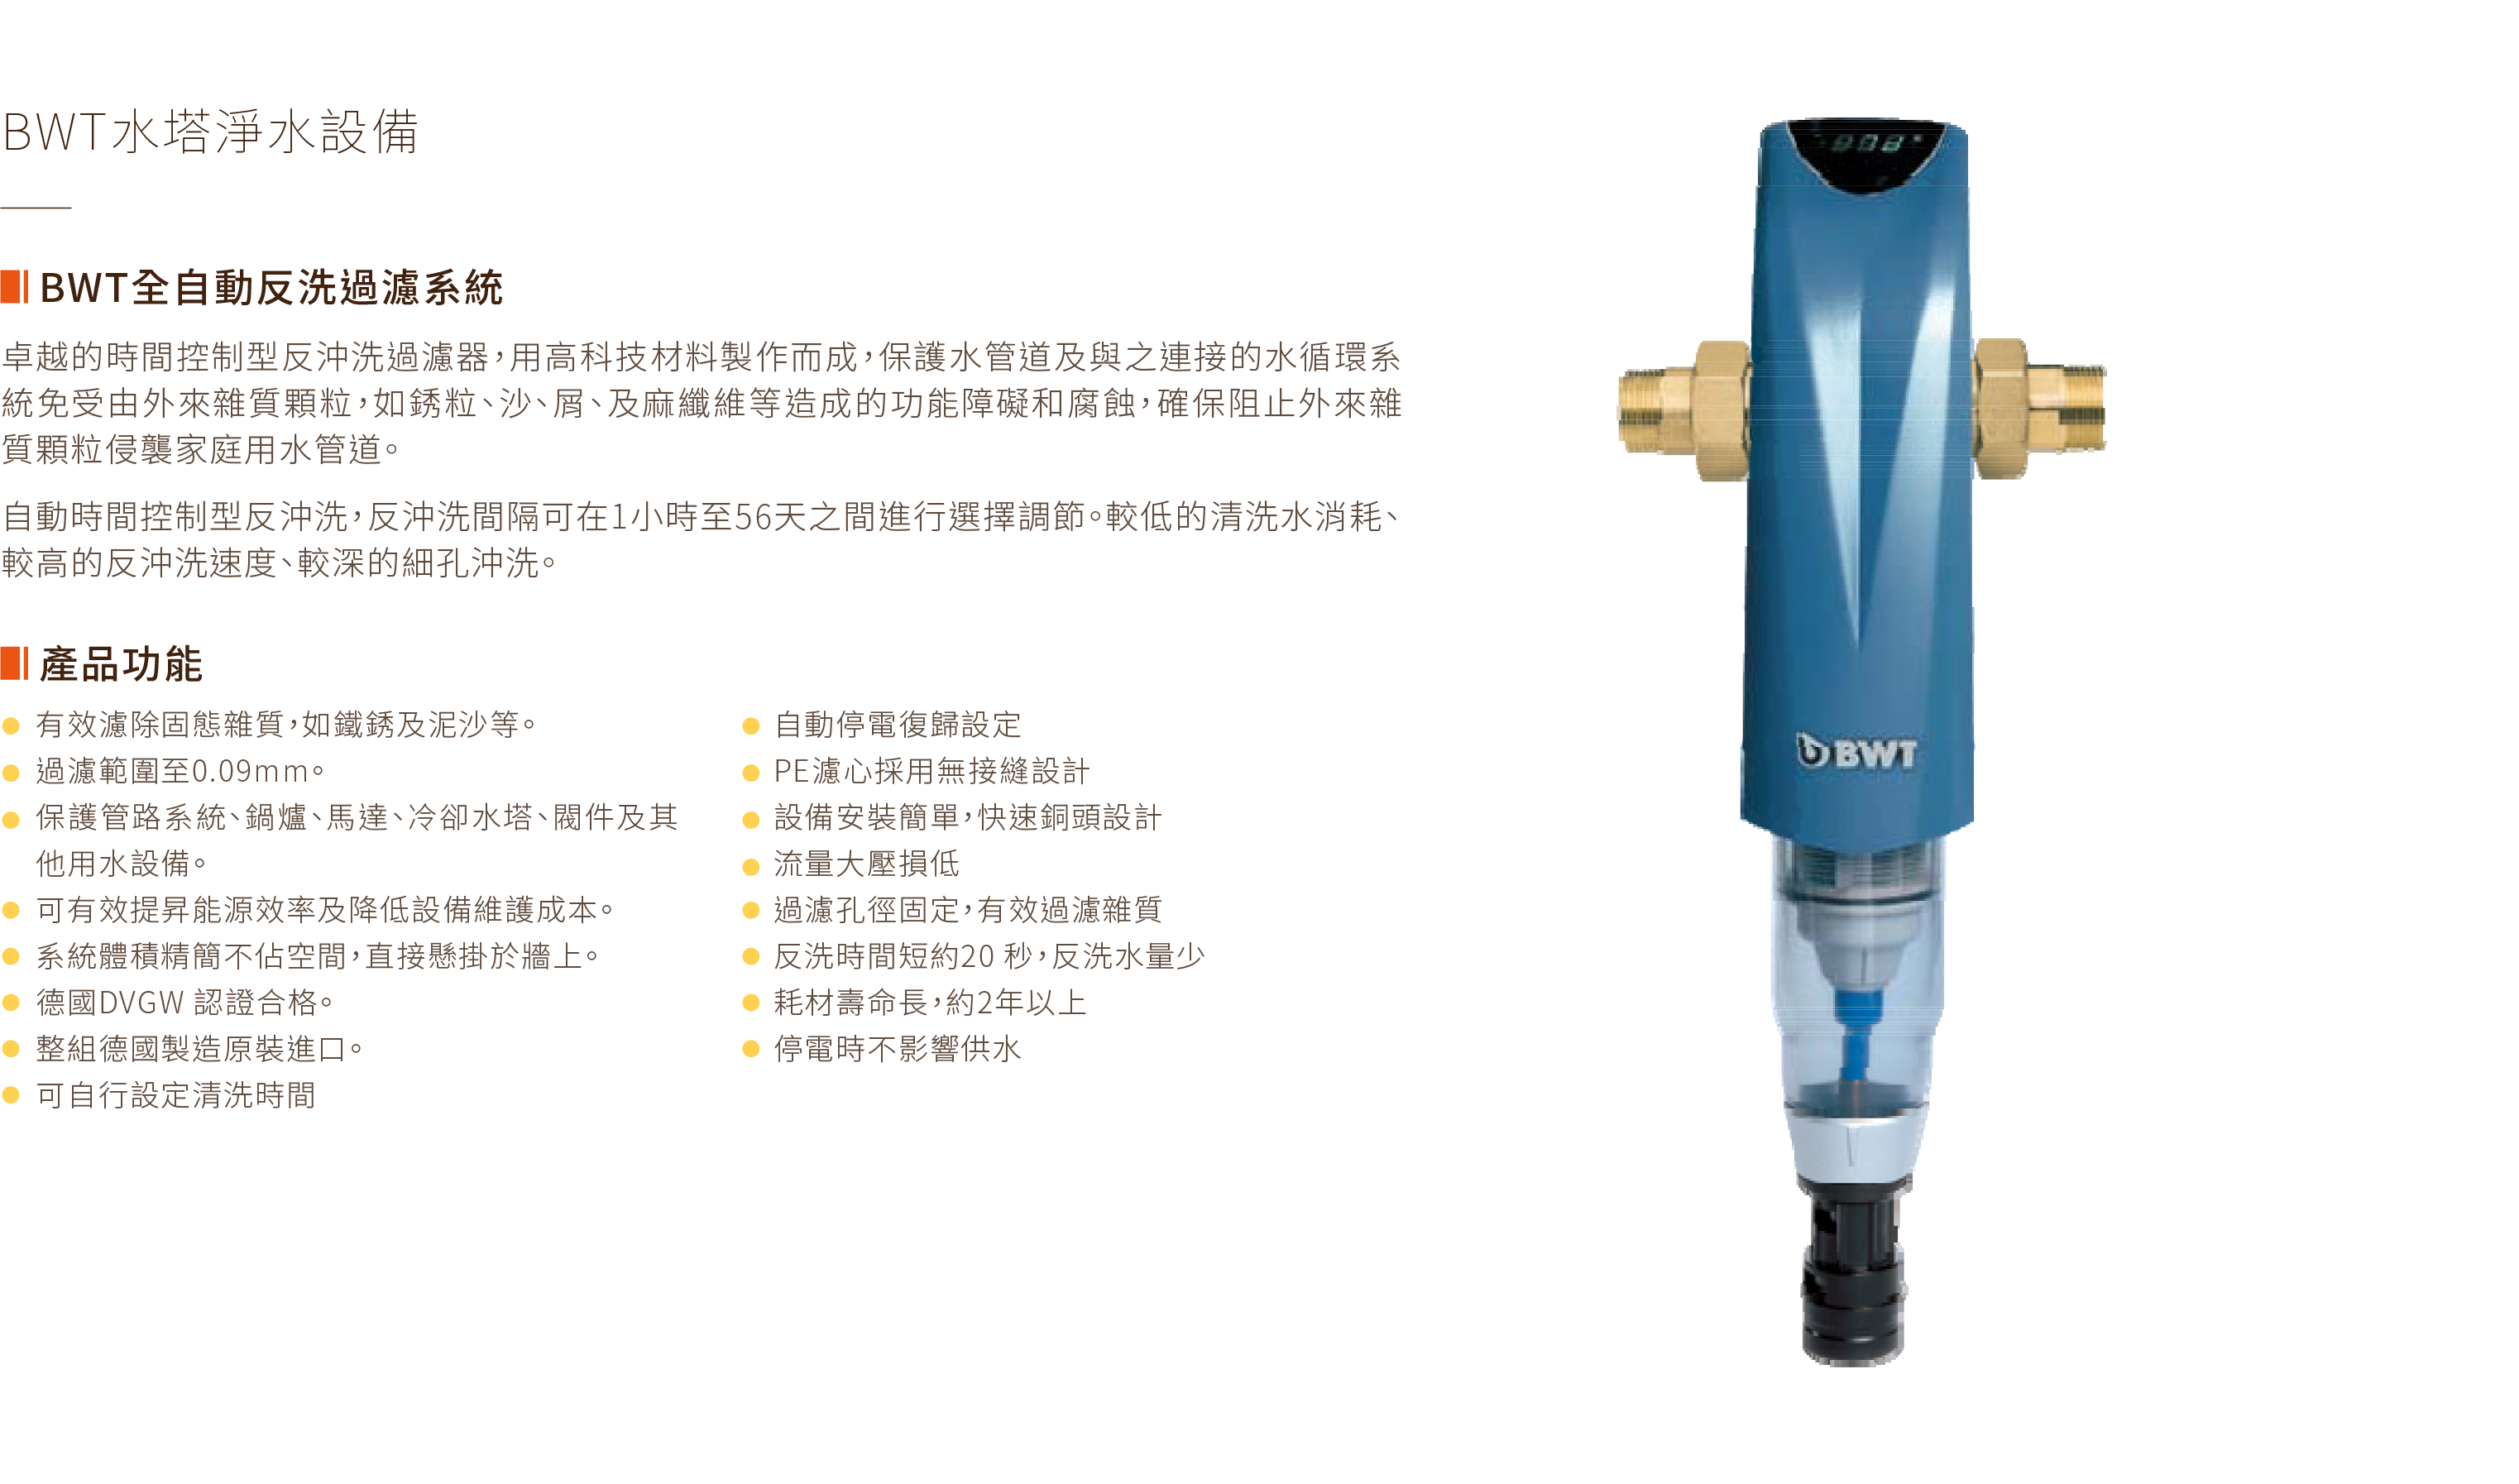 BWT水塔淨水設備
BWT全自動反洗過濾系統
卓越的時間控制型反沖洗過濾器，用高科技材料製作而成，保護水管道及與之連接的水循環系
統免受由外來雜質顆粒，如銹粒、沙、屑、及麻纖維等造成的功能障礙和腐蝕，確保阻止外來雜
質顆粒侵襲家庭用水管道。
自動時間控制型反沖洗，反沖洗間隔可在1小時至56天之間進行選擇調節。較低的清洗水消耗、
較高的反沖洗速度、較深的細孔沖洗。
產品功能
有效濾除固態雜質，如鐵銹及泥沙等。
過濾範圍至0.09mm。
保護管路系統、鍋爐、馬達、冷卻水塔、閥件及其
他用水設備。
可有效提昇能源效率及降低設備維護成本。
系統體積精簡不佔空間，直接懸掛於牆上。
德國DVGW 認證合格。
整組德國製造原裝進口。
可自行設定清洗時間
自動停電復歸設定
PE濾心採用無接縫設計
設備安裝簡單，快速銅頭設計
流量大壓損低
過濾孔徑固定，有效過濾雜質
反洗時間短約20 秒，反洗水量少
耗材壽命長，約2年以上
停電時不影響供水
BWT